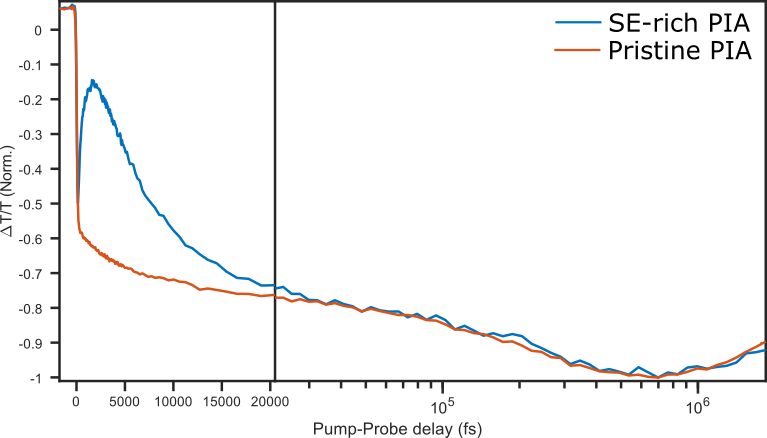 SE-rich PIA
Pristine PIA
0
-0.1
-0.2
-0.3
-0.4
-0.5
-0.6
-0.7
-0.8
-0.9
-1
ΔT/T (Norm.)
0 5000 10000 15000 20000 10⁵ 10⁶
Pump-Probe delay (fs)